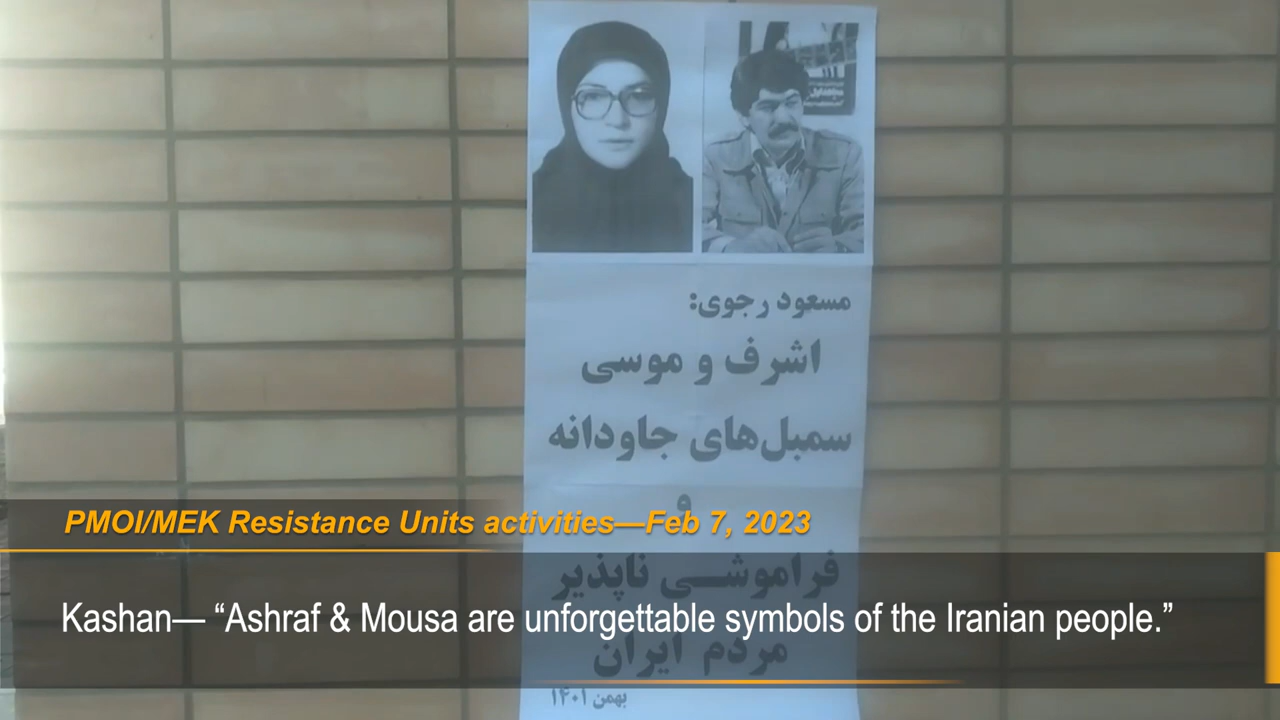 مسعود رجوی:
اشرف و موسی
سمبل‌های جاودانه
و
فراموشی ناپذیر
مردم ایران
بهمن ۱۴۰۱
PMOI/MEK Resistance Units activities—Feb 7, 2023
Kashan— “Ashraf & Mousa are unforgettable symbols of the Iranian people.”